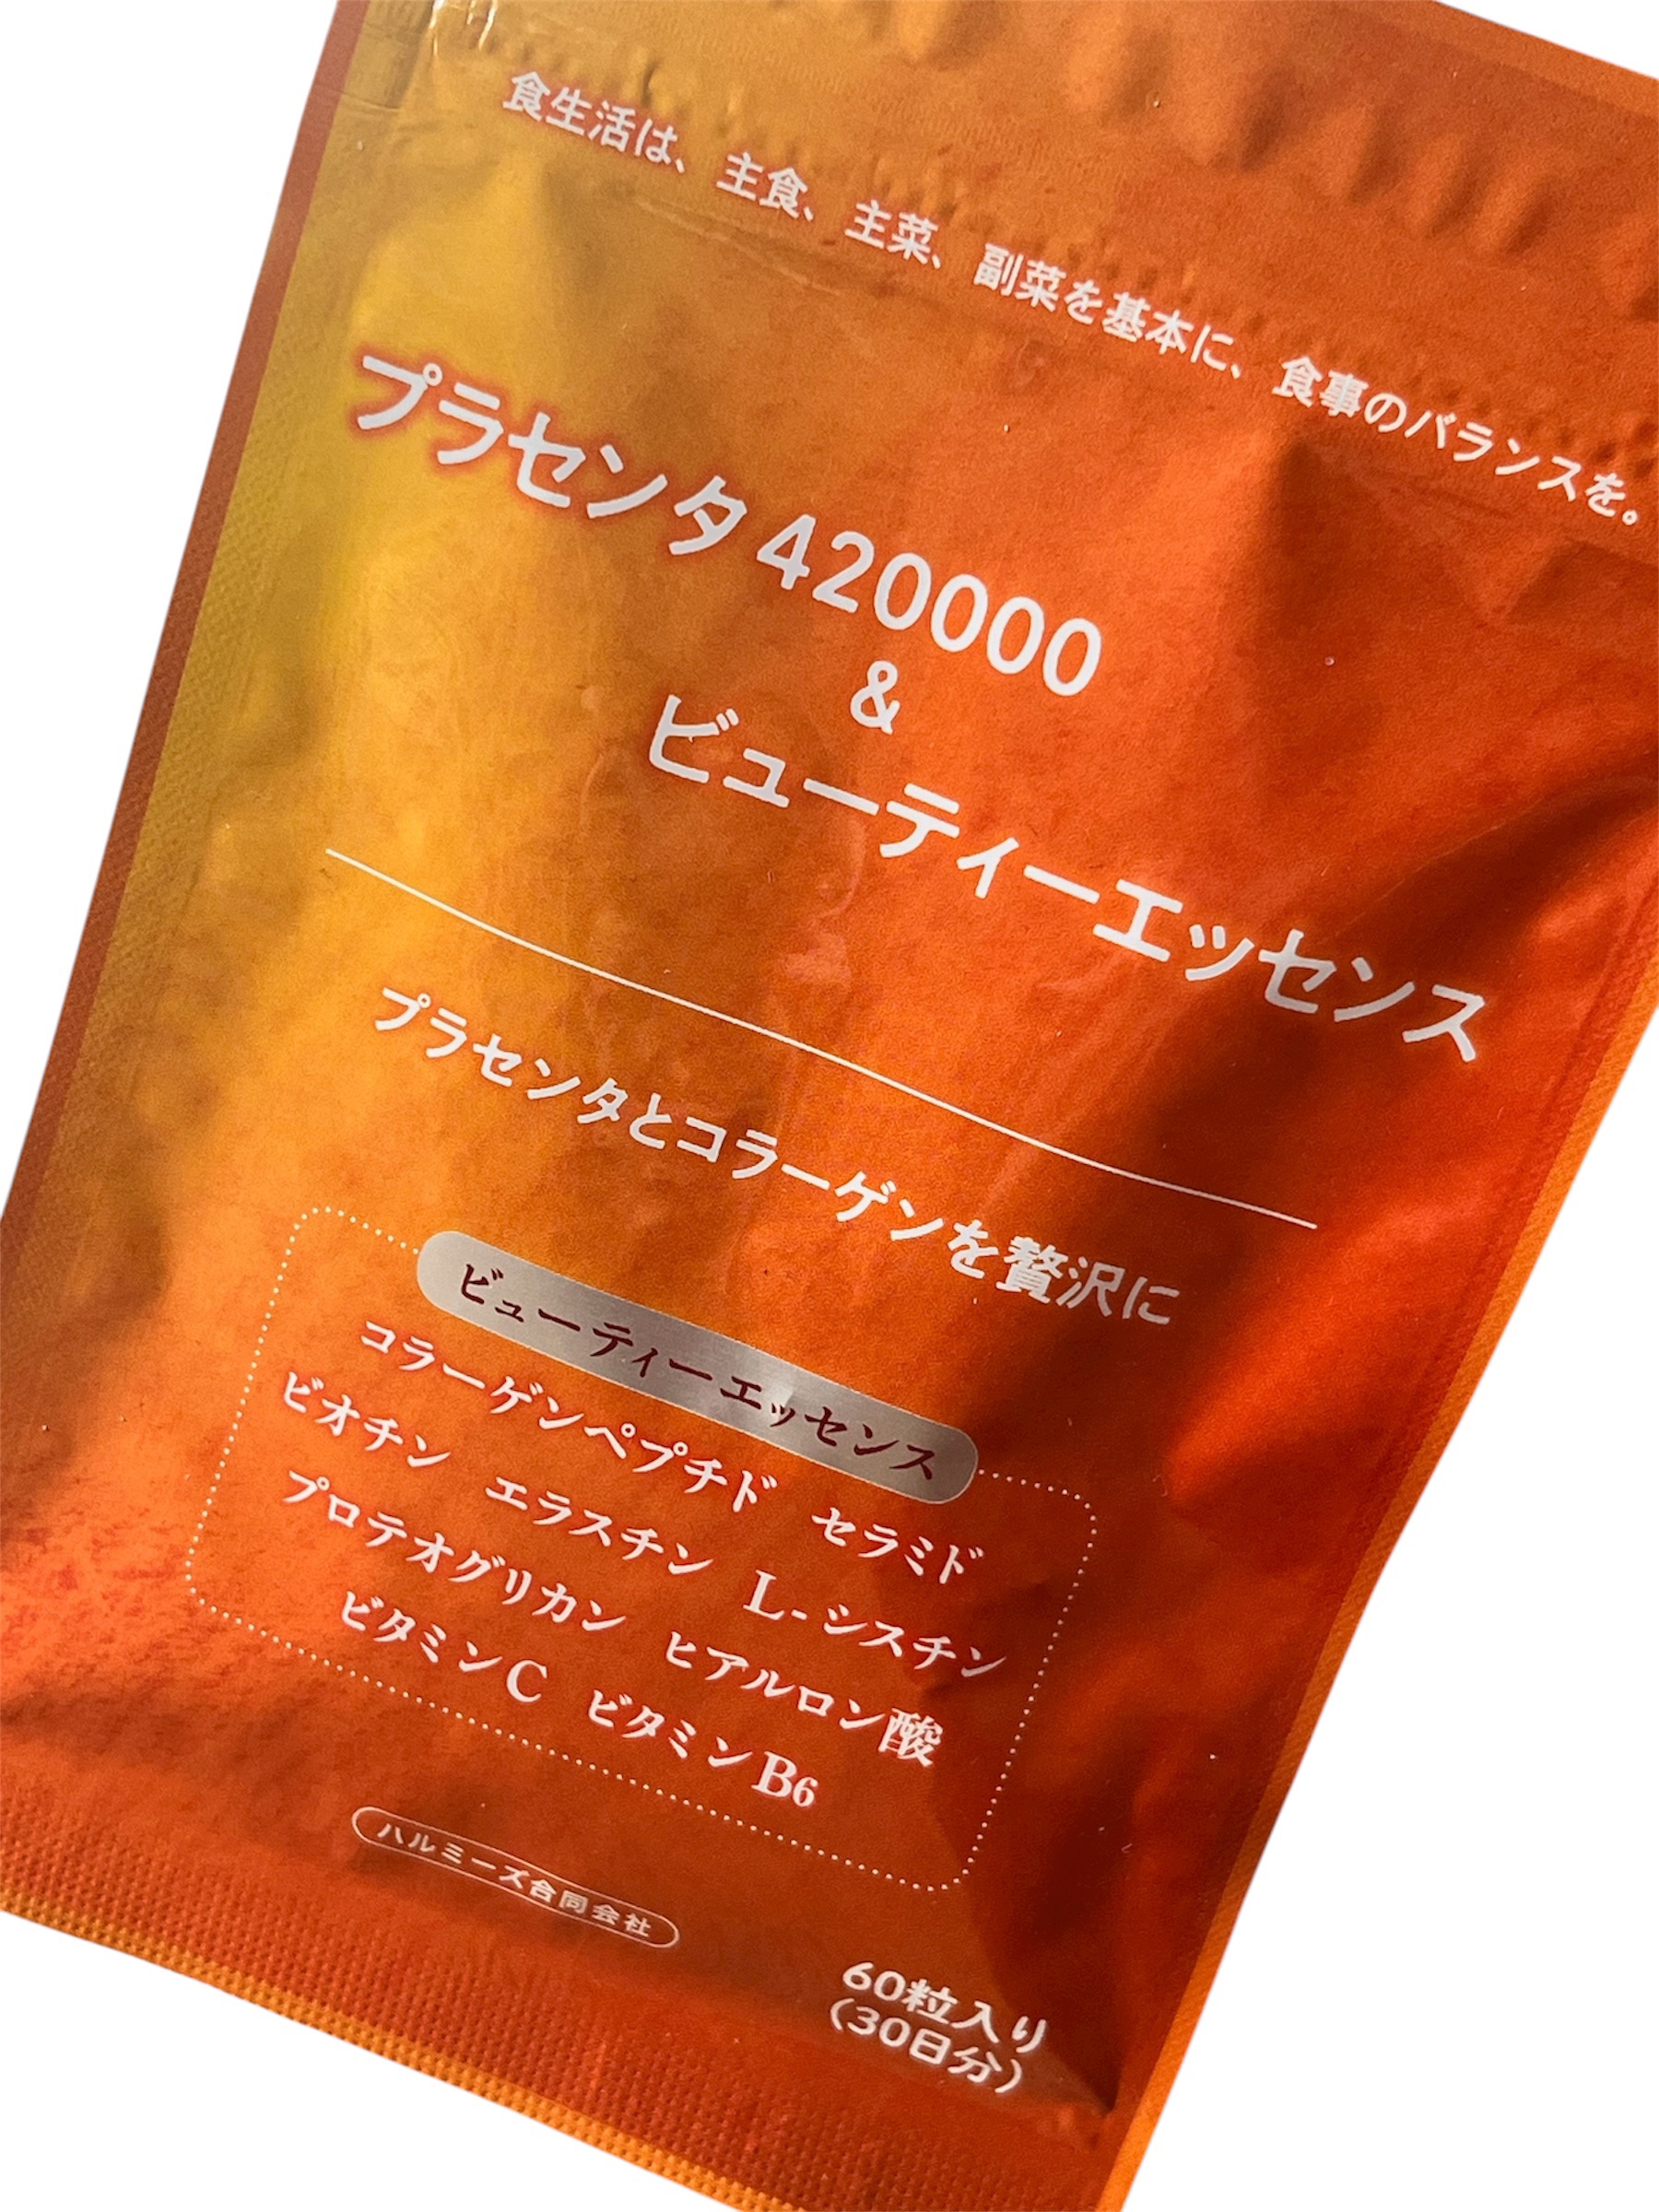 食生活は、主食、主菜、副菜を基本に、食事のバランスを。
プラセンタ420000
&
ビューティーエッセンス
プラセンタとコラーゲンを贅沢に
ビューティーエッセンス
コラーゲンペプチド セラミド
ビオチン エラスチン L-シスチン
プロテオグリカン ヒアルロン酸
ビタミンC ビタミンB6
ハルミーズ合同会社
60粒入り
(30日分)